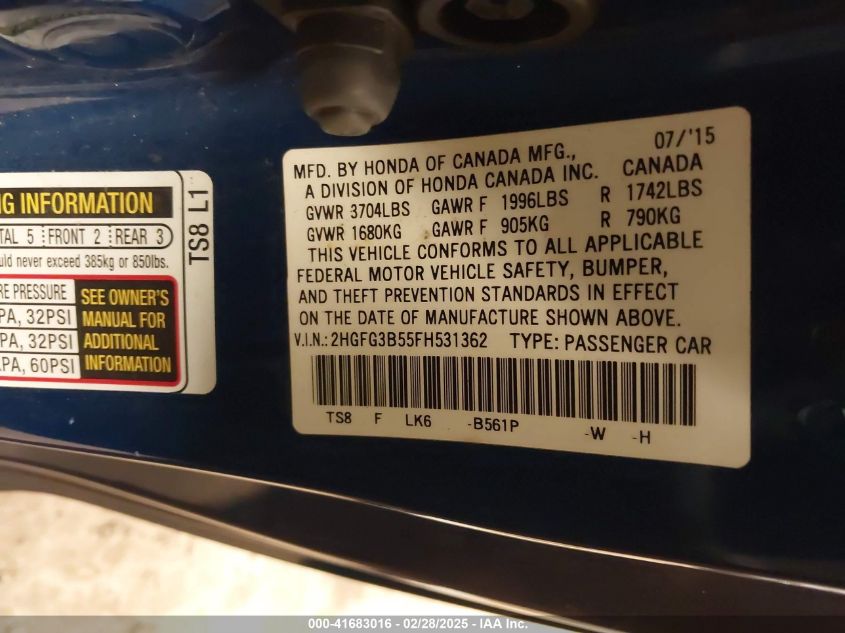 NG INFORMATION
TAL 5 FRONT 2 REAR 3
uld never exceed 385kg or 850lbs.
RE PRESSURE
PA, 32PSI
PA, 32PSI
PA, 60PSI
SEE OWNER'S
MANUAL FOR
ADDITIONAL
INFORMATION
TS8 L1
07/'15
MFD. BY HONDA OF CANADA MFG.,
A DIVISION OF HONDA CANADA INC. CANADA
GVWR 3704LBS GAWR F 1996LBS R 1742LBS
GVWR 1680KG GAWR F 905KG R 790KG
THIS VEHICLE CONFORMS TO ALL APPLICABLE
FEDERAL MOTOR VEHICLE SAFETY, BUMPER,
AND THEFT PREVENTION STANDARDS IN EFFECT
ON THE DATE OF MANUFACTURE SHOWN ABOVE.
V.I.N.: 2HGFG3B55FH531362 TYPE: PASSENGER CAR
TS8 F LK6 -B561P -W -H
000-41683016 - 02/28/2025 - IAA Inc.